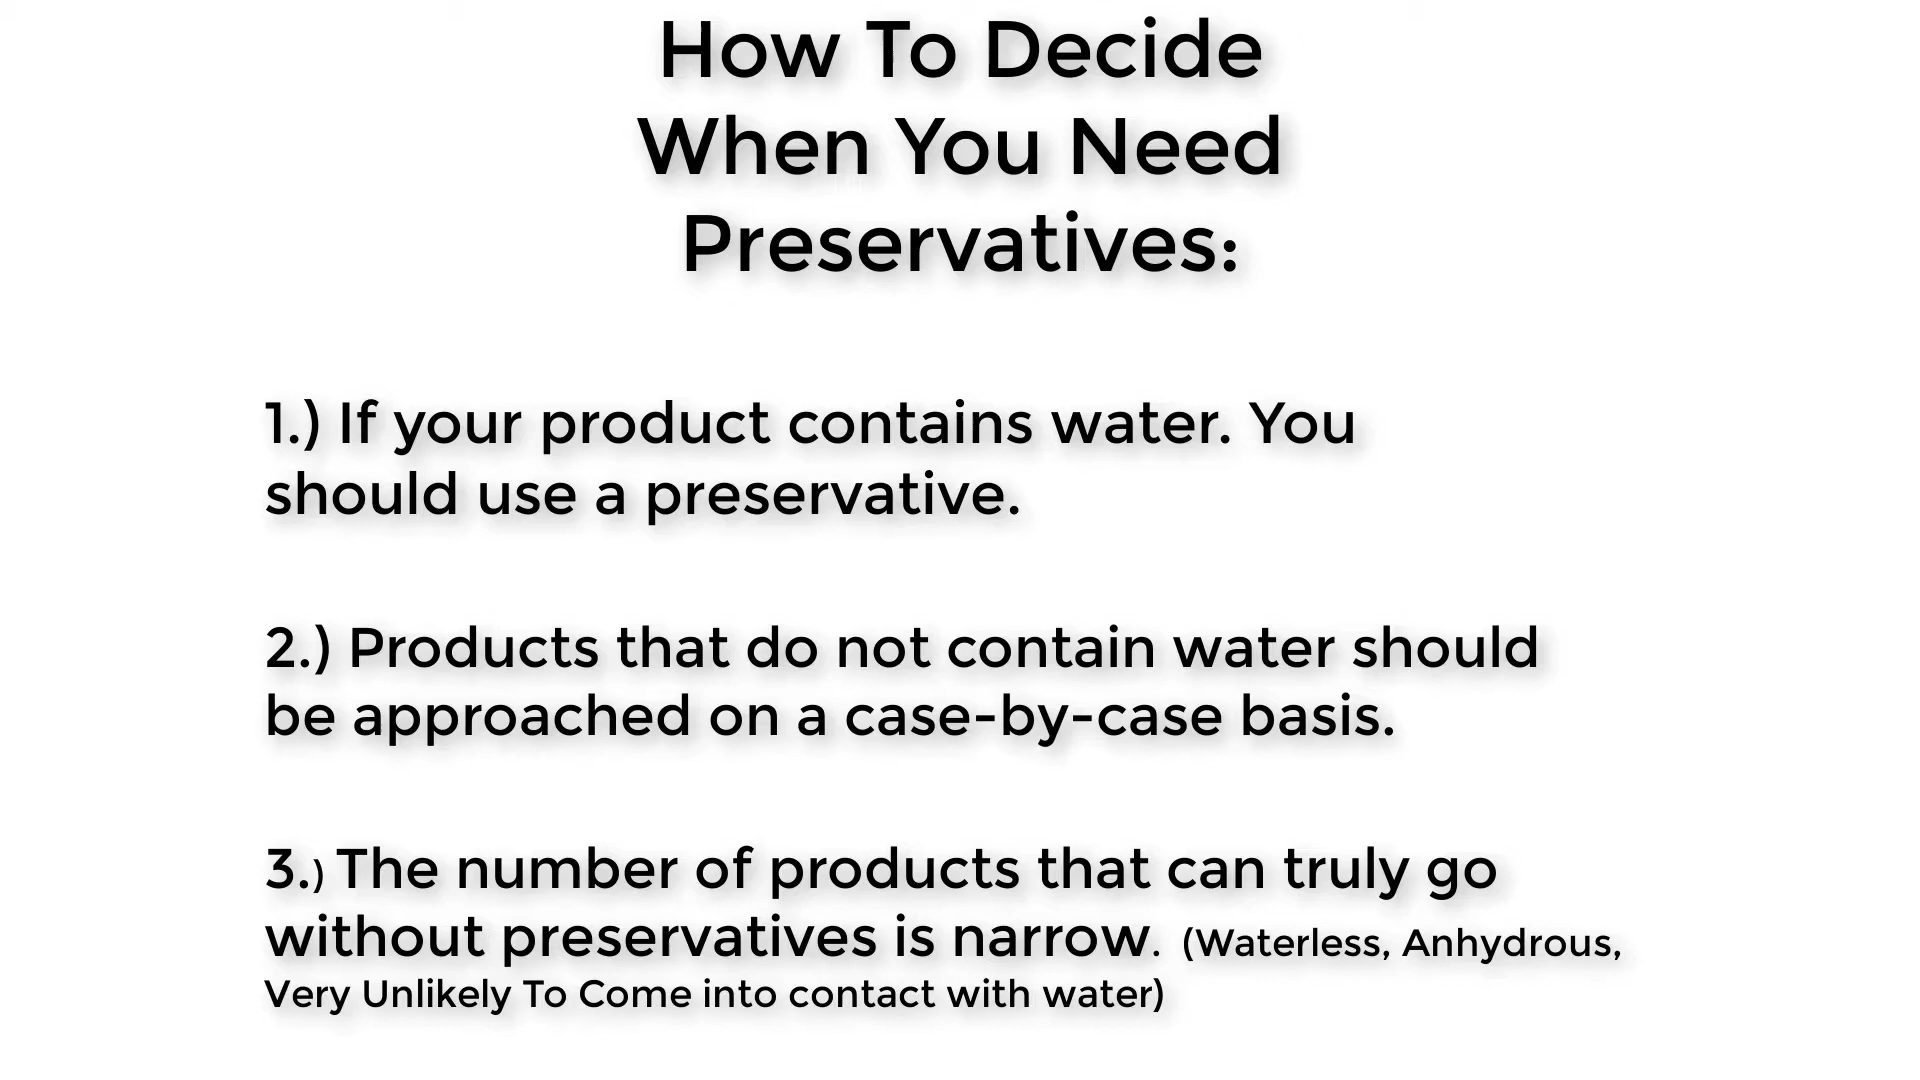 How To Decide
When You Need
Preservatives:
1.) If your product contains water. You
should use a preservative.
2.) Products that do not contain water should
be approached on a case-by-case basis.
3.) The number of products that can truly go
without preservatives is narrow. (Waterless, Anhydrous,
Very Unlikely To Come into contact with water)